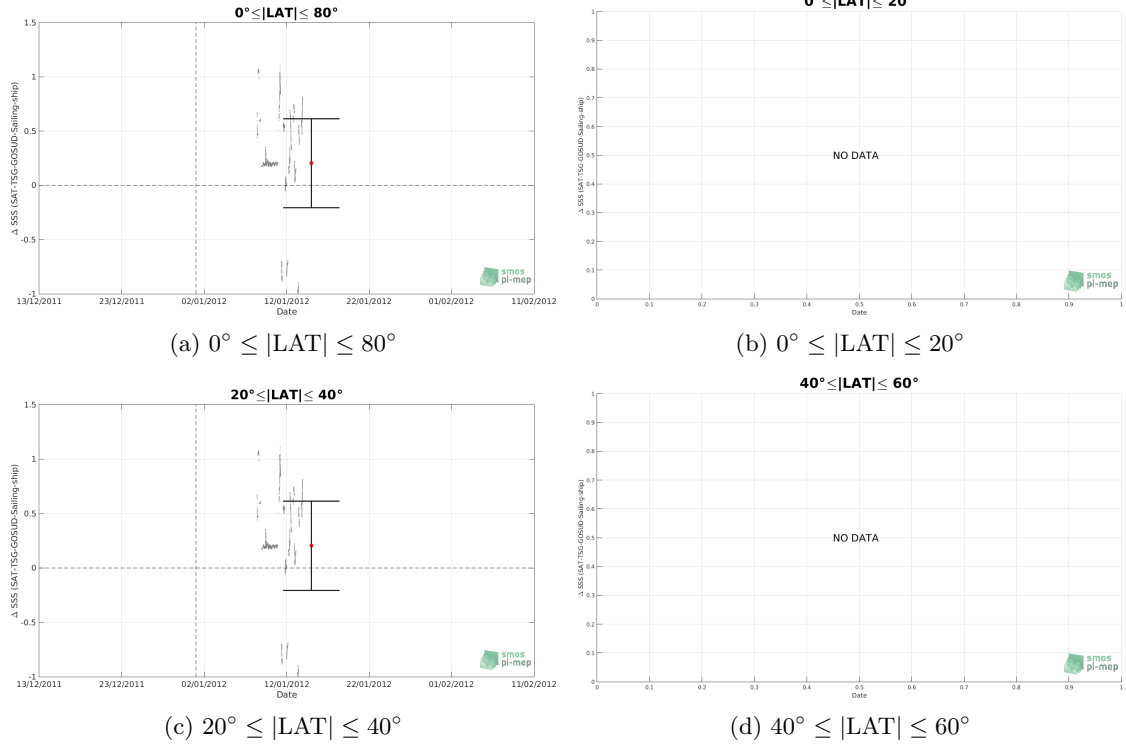 0°≤|LAT|≤ 80°
Δ SSS (SAT-TSG-GOSUD-Sailing-ship)
1.5
1
0.5
0
-0.5
-1
13/12/2011 23/12/2011 02/01/2012 12/01/2012 22/01/2012 01/02/2012 11/02/2012
Date
smos
pi-mep
(a) 0° ≤ |LAT| ≤ 80°
0°≤|LAT|≤ 20°
Δ SSS (SAT-TSG-GOSUD-Sailing-ship)
1
0.9
0.8
0.7
0.6
0.5
0.4
0.3
0.2
0.1
0
NO DATA
0 0.1 0.2 0.3 0.4 0.5 0.6 0.7 0.8 0.9 1
Date
smos
pi-mep
(b) 0° ≤ |LAT| ≤ 20°
20°≤|LAT|≤ 40°
Δ SSS (SAT-TSG-GOSUD-Sailing-ship)
1.5
1
0.5
0
-0.5
-1
13/12/2011 23/12/2011 02/01/2012 12/01/2012 22/01/2012 01/02/2012 11/02/2012
Date
smos
pi-mep
(c) 20° ≤ |LAT| ≤ 40°
40°≤|LAT|≤ 60°
Δ SSS (SAT-TSG-GOSUD-Sailing-ship)
1
0.9
0.8
0.7
0.6
0.5
0.4
0.3
0.2
0.1
0
NO DATA
0 0.1 0.2 0.3 0.4 0.5 0.6 0.7 0.8 0.9 1
Date
smos
pi-mep
(d) 40° ≤ |LAT| ≤ 60°